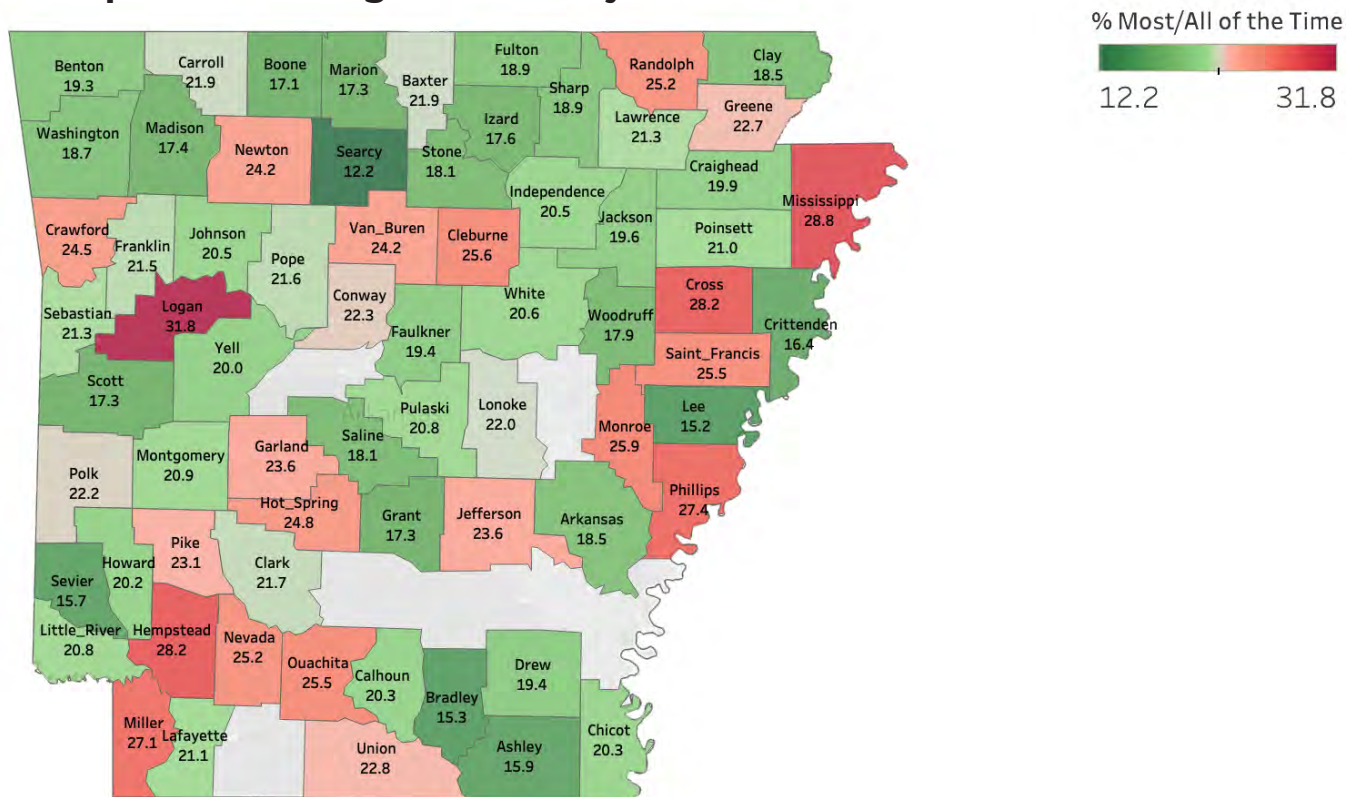 % Most/All of the Time
12.2 31.8
Benton
19.3
Carroll
21.9
Boone
17.1
Marion
17.3
Baxter
21.9
Fulton
18.9
Sharp
18.9
Randolph
25.2
Clay
18.5
Greene
22.7
Lawrence
21.3
Washington
18.7
Madison
17.4
Newton
24.2
Searcy
12.2
Stone
18.1
Izard
17.6
Independence
20.5
Jackson
19.6
Craighead
19.9
Mississippi
28.8
Poinsett
21.0
Crawford
24.5
Franklin
21.5
Johnson
20.5
Pope
21.6
Van_Buren
24.2
Cleburne
25.6
Conway
22.3
White
20.6
Woodruff
17.9
Cross
28.2
Crittenden
16.4
Sebastian
21.3
Logan
31.8
Yell
20.0
Faulkner
19.4
Saint_Francis
25.5
Scott
17.3
Pulaski
20.8
Lonoke
22.0
Lee
15.2
Monroe
25.9
Saline
18.1
Garland
23.6
Montgomery
20.9
Polk
22.2
Hot_Spring
24.8
Grant
17.3
Jefferson
23.6
Arkansas
18.5
Phillips
27.4
Pike
23.1
Howard
20.2
Clark
21.7
Sevier
15.7
Little_River
20.8
Hempstead
28.2
Nevada
25.2
Ouachita
25.5
Calhoun
20.3
Bradley
15.3
Drew
19.4
Miller
27.1
Lafayette
21.1
Union
22.8
Ashley
15.9
Chicot
20.3